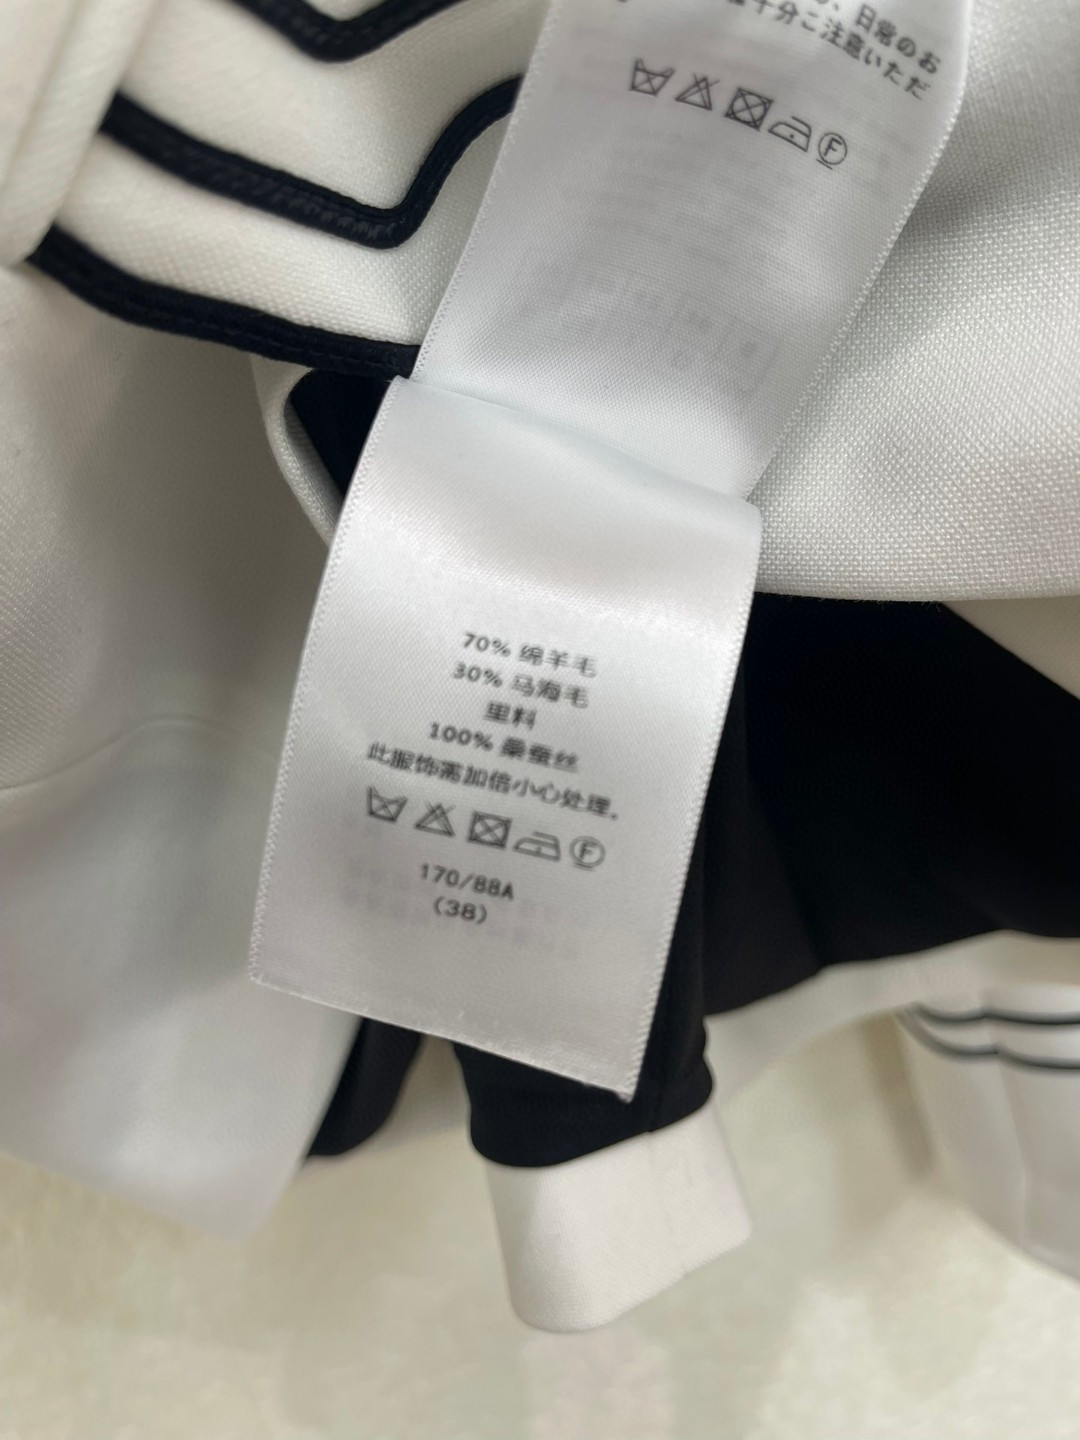 日常のお
十分ご注意いただ
F
70% 绵羊毛
30% 马海毛
里料
100% 桑蚕丝
此服饰需加倍小心处理。
F
170/88A
(38)